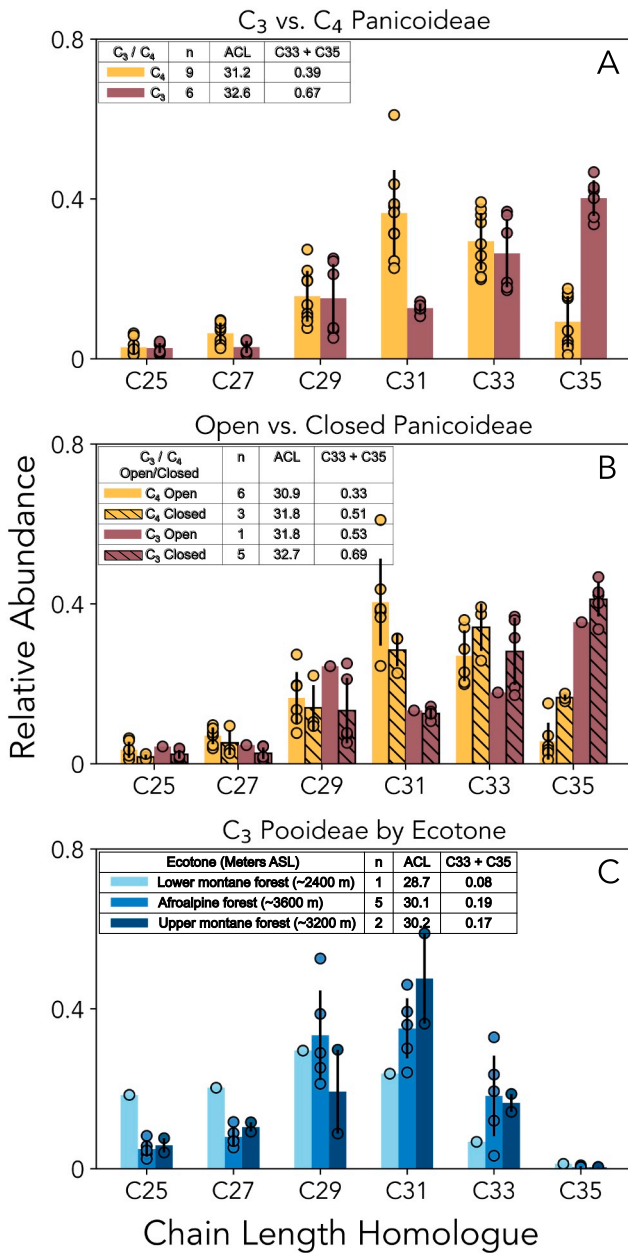 C₃ vs. C₄ Panicoideae
0.8
A
C₃ / C₄ n ACL C33 + C35
C₄ 9 31.2 0.39
C₃ 6 32.6 0.67
0.4
0
C25 C27 C29 C31 C33 C35
Open vs. Closed Panicoideae
0.8
B
C₃ / C₄ n ACL C33 + C35
Open/Closed
C₄ Open 6 30.9 0.33
C₄ Closed 3 31.8 0.51
C₃ Open 1 31.8 0.53
C₃ Closed 5 32.7 0.69
0.4
0
C25 C27 C29 C31 C33 C35
Relative Abundance
C₃ Pooideae by Ecotone
0.8
C
Ecotone (Meters ASL) n ACL C33 + C35
Lower montane forest (~2400 m) 1 28.7 0.08
Afroalpine forest (~3600 m) 5 30.1 0.19
Upper montane forest (~3200 m) 2 30.2 0.17
0.4
0
C25 C27 C29 C31 C33 C35
Chain Length Homologue